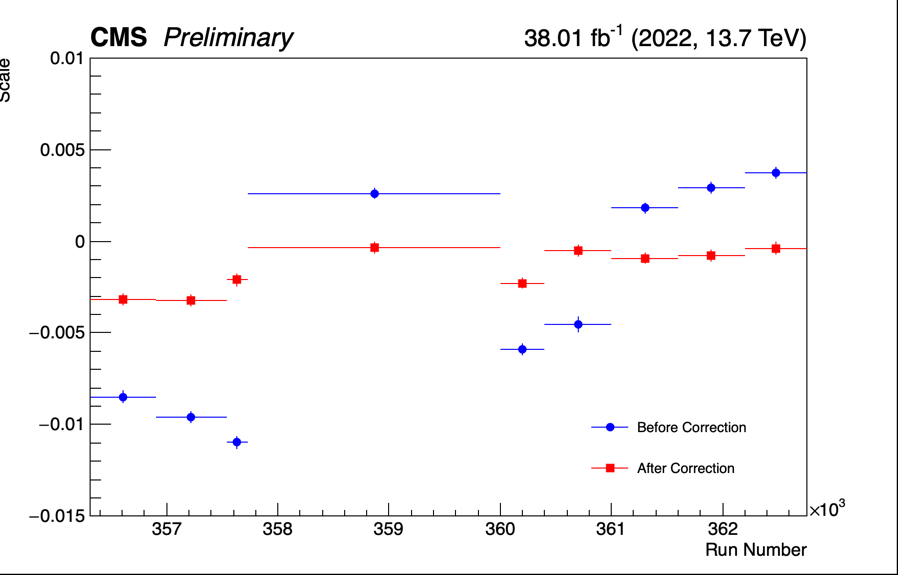 CMS Preliminary
38.01 fb-1 (2022, 13.7 TeV)
Scale
0.01
0.005
0
−0.005
−0.01
−0.015
Before Correction
After Correction
357 358 359 360 361 362
×10³
Run Number